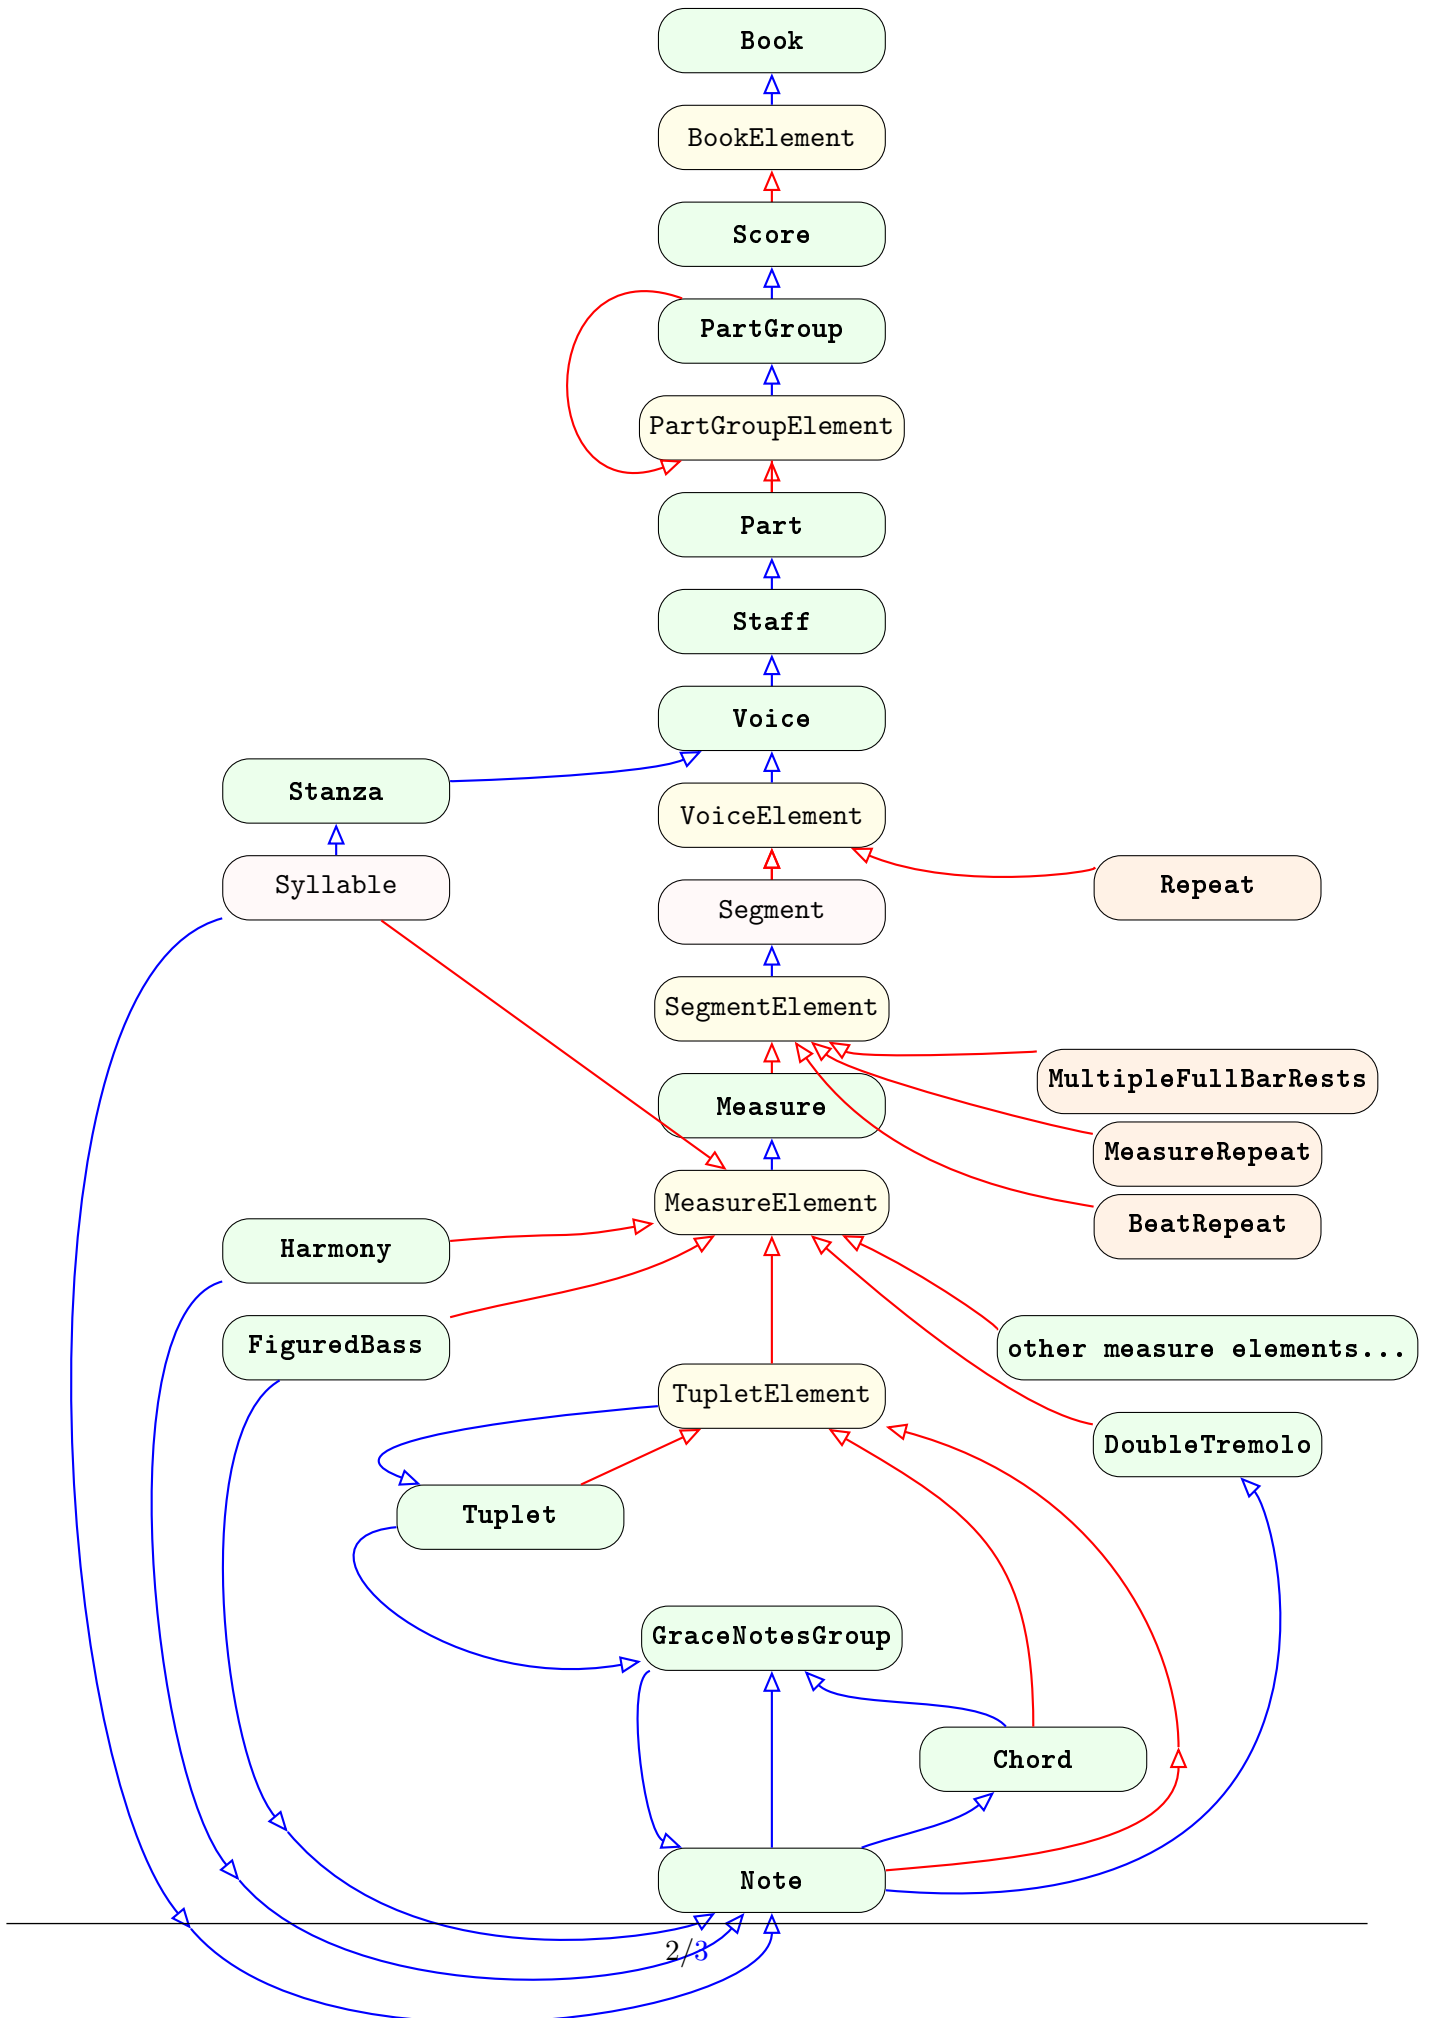 Book
BookElement
Score
PartGroup
PartGroupElement
Part
Staff
Voice
Stanza
VoiceElement
Syllable
Repeat
Segment
SegmentElement
MultipleFullBarRests
Measure
MeasureRepeat
MeasureElement
BeatRepeat
Harmony
FiguredBass
other measure elements...
TupletElement
DoubleTremolo
Tuplet
GraceNotesGroup
Chord
Note
2/3